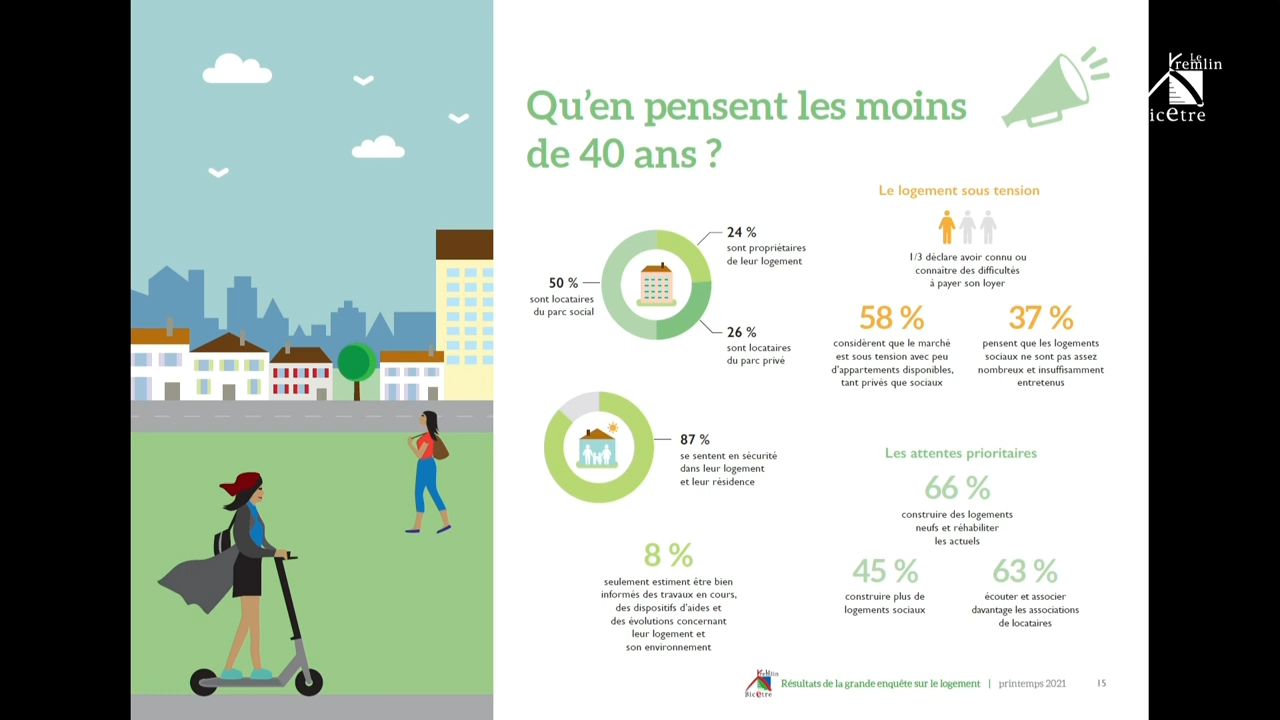 Qu'en pensent les moins
de 40 ans ?
24 %
sont propriétaires
de leur logement
50 %
sont locataires
du parc social
26 %
sont locataires
du parc privé
87 %
se sentent en sécurité
dans leur logement
et leur résidence
8 %
seulement estiment être bien
informés des travaux en cours,
des dispositifs d'aides et
des évolutions concernant
leur logement et
son environnement
Le logement sous tension
1/3 déclare avoir connu ou
connaître des difficultés
à payer son loyer
58 %
considèrent que le marché
est sous tension avec peu
d'appartements disponibles,
tant privés que sociaux
37 %
pensent que les logements
sociaux ne sont pas assez
nombreux et insuffisamment
entretenus
Les attentes prioritaires
66 %
construire des logements
neufs et réhabiliter
les actuels
45 %
construire plus de
logements sociaux
63 %
écouter et associer
davantage les associations
de locataires
Le
Kremlin
Bicetre
Résultats de la grande enquête sur le logement | printemps 2021 15
Le
Kremlin
icetre